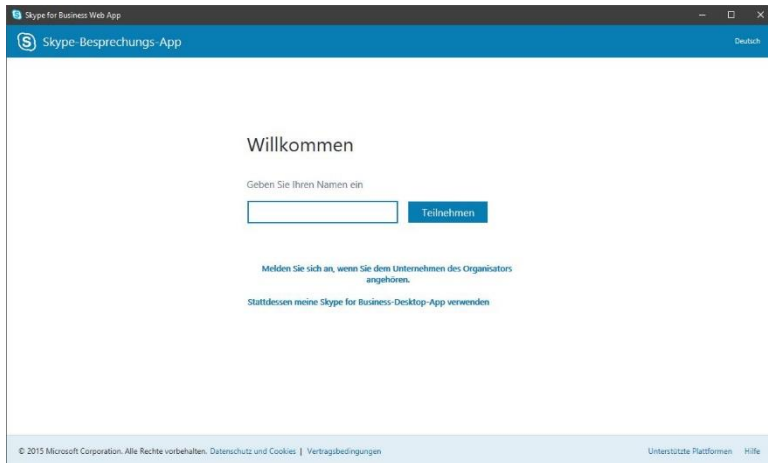 Skype for Business Web App
Skype-Besprechungs-App
Deutsch
Willkommen
Geben Sie Ihren Namen ein
Teilnehmen
Melden Sie sich an, wenn Sie dem Unternehmen des Organisators
angehören.
Stattdessen meine Skype for Business-Desktop-App verwenden
© 2015 Microsoft Corporation. Alle Rechte vorbehalten. Datenschutz und Cookies | Vertragsbedingungen
Unterstützte Plattformen Hilfe